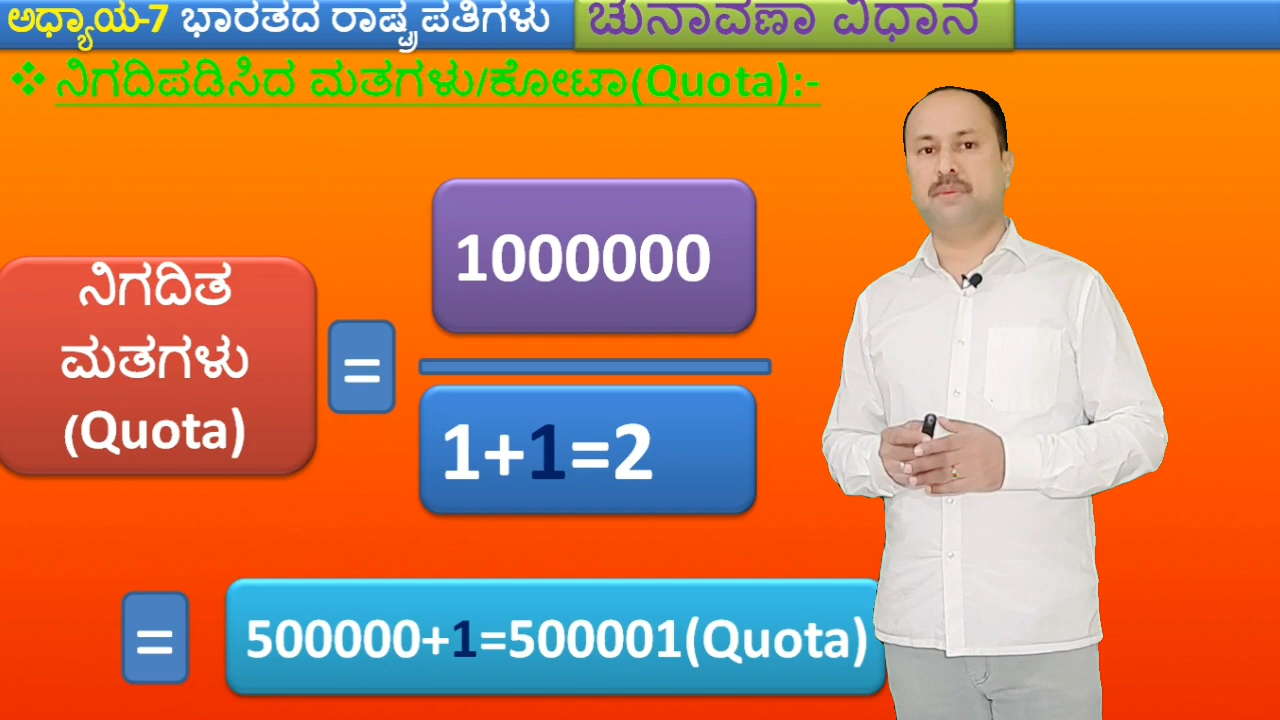 ಅಧ್ಯಾಯ-7 ಭಾರತದ ರಾಷ್ಟ್ರಪತಿಗಳು ಚುನಾವಣಾ ವಿಧಾನ
❖ ನಿಗದಿಪಡಿಸಿದ ಮತಗಳು/ಕೋಟಾ(Quota):-
1000000
ನಿಗದಿತ
ಮತಗಳು
(Quota)
=
1+1=2
=
500000+1=500001(Quota)